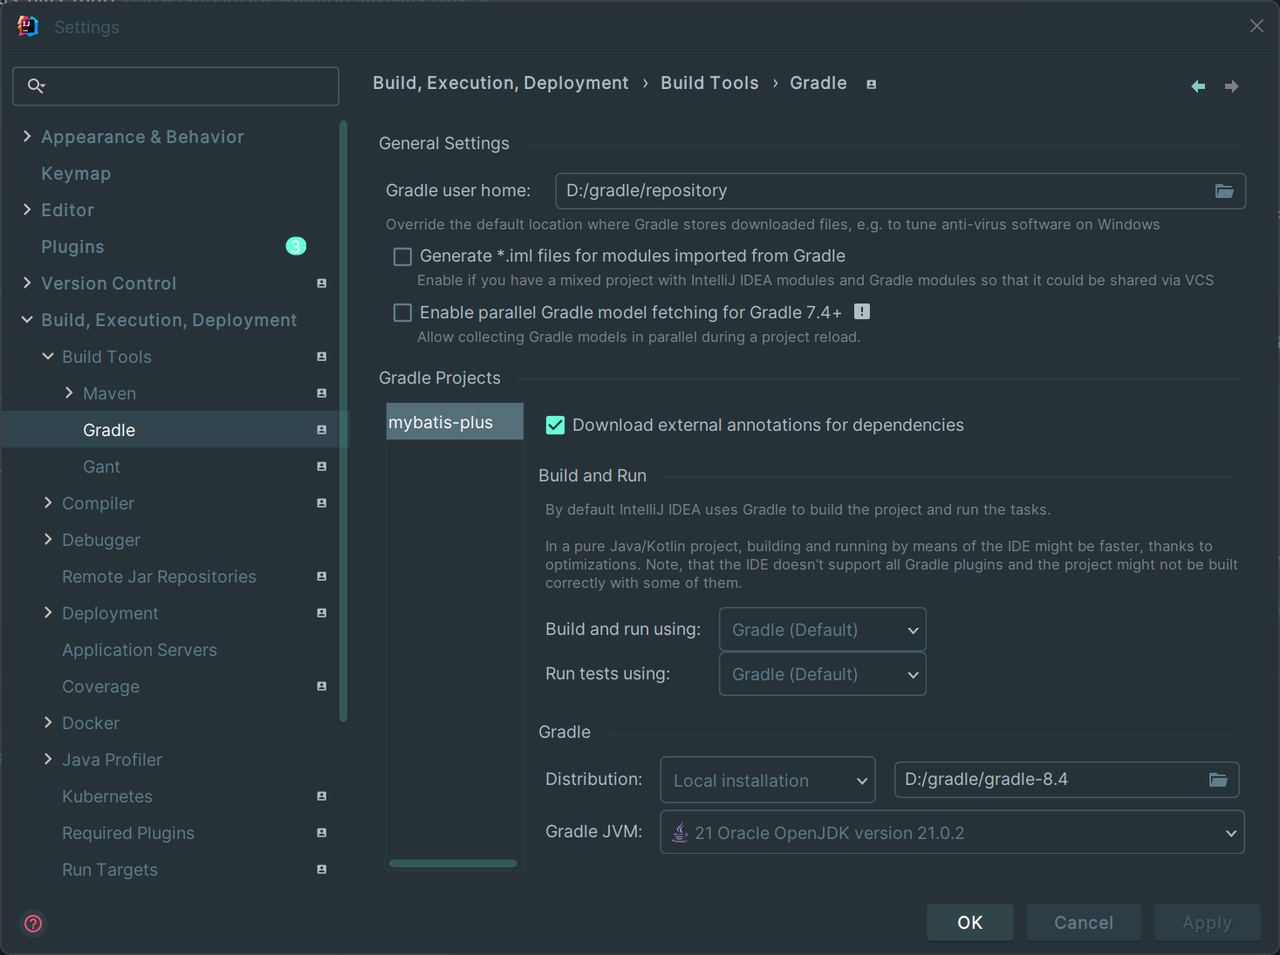 Settings
Build, Execution, Deployment › Build Tools › Gradle
Appearance & Behavior
Keymap
Editor
Plugins 3
Version Control
Build, Execution, Deployment
Build Tools
Maven
Gradle
Gant
Compiler
Debugger
Remote Jar Repositories
Deployment
Application Servers
Coverage
Docker
Java Profiler
Kubernetes
Required Plugins
Run Targets
General Settings
Gradle user home: D:/gradle/repository
Override the default location where Gradle stores downloaded files, e.g. to tune anti-virus software on Windows
Generate *.iml files for modules imported from Gradle
Enable if you have a mixed project with IntelliJ IDEA modules and Gradle modules so that it could be shared via VCS
Enable parallel Gradle model fetching for Gradle 7.4+ !
Allow collecting Gradle models in parallel during a project reload.
Gradle Projects
mybatis-plus
Download external annotations for dependencies
Build and Run
By default IntelliJ IDEA uses Gradle to build the project and run the tasks.
In a pure Java/Kotlin project, building and running by means of the IDE might be faster, thanks to
optimizations. Note, that the IDE doesn't support all Gradle plugins and the project might not be built
correctly with some of them.
Build and run using: Gradle (Default)
Run tests using: Gradle (Default)
Gradle
Distribution: Local installation D:/gradle/gradle-8.4
Gradle JVM: 21 Oracle OpenJDK version 21.0.2
?
OK Cancel Apply